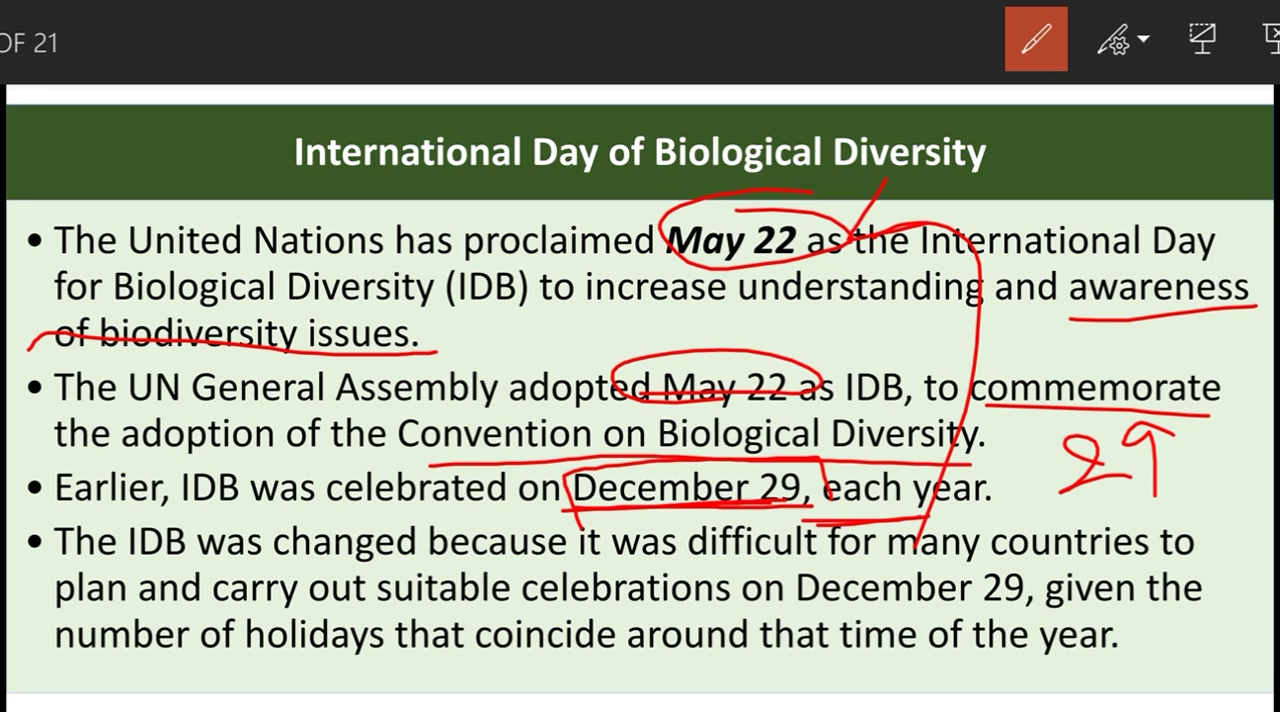 OF 21
International Day of Biological Diversity
• The United Nations has proclaimed May 22 as the International Day
for Biological Diversity (IDB) to increase understanding and awareness
of biodiversity issues.
• The UN General Assembly adopted May 22 as IDB, to commemorate
the adoption of the Convention on Biological Diversity.
29
• Earlier, IDB was celebrated on December 29, each year.
• The IDB was changed because it was difficult for many countries to
plan and carry out suitable celebrations on December 29, given the
number of holidays that coincide around that time of the year.